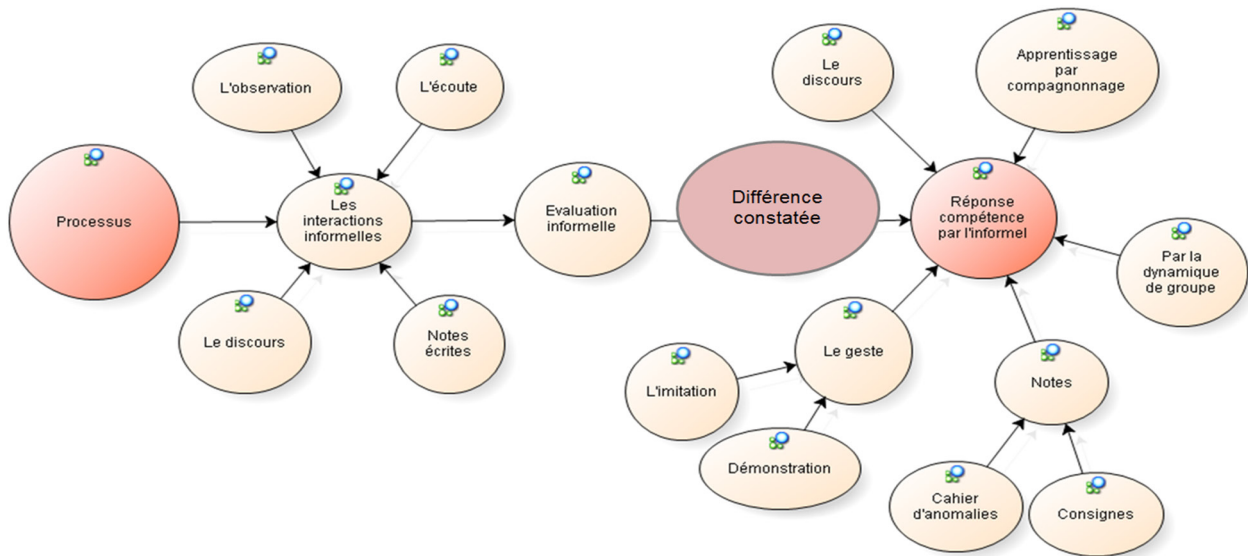 Processus
L'observation
L'écoute
Les
interactions
informelles
Le discours
Notes
écrites
Evaluation
informelle
Différence
constatée
Le
discours
Apprentissage
par
compagnonnage
Réponse
compétence
par l'informel
Par la
dynamique
de groupe
Le geste
L'imitation
Démonstration
Notes
Cahier
d'anomalies
Consignes